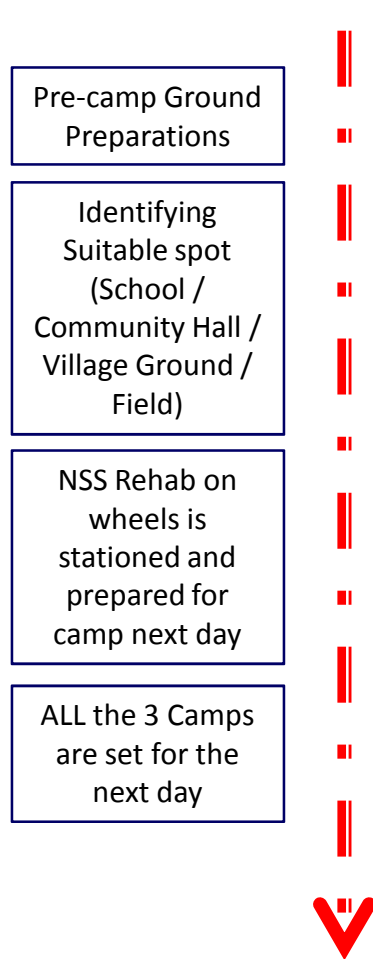 Pre-camp Ground
Preparations
Identifying
Suitable spot
(School /
Community Hall /
Village Ground /
Field)
NSS Rehab on
wheels is
stationed and
prepared for
camp next day
ALL the 3 Camps
are set for the
next day